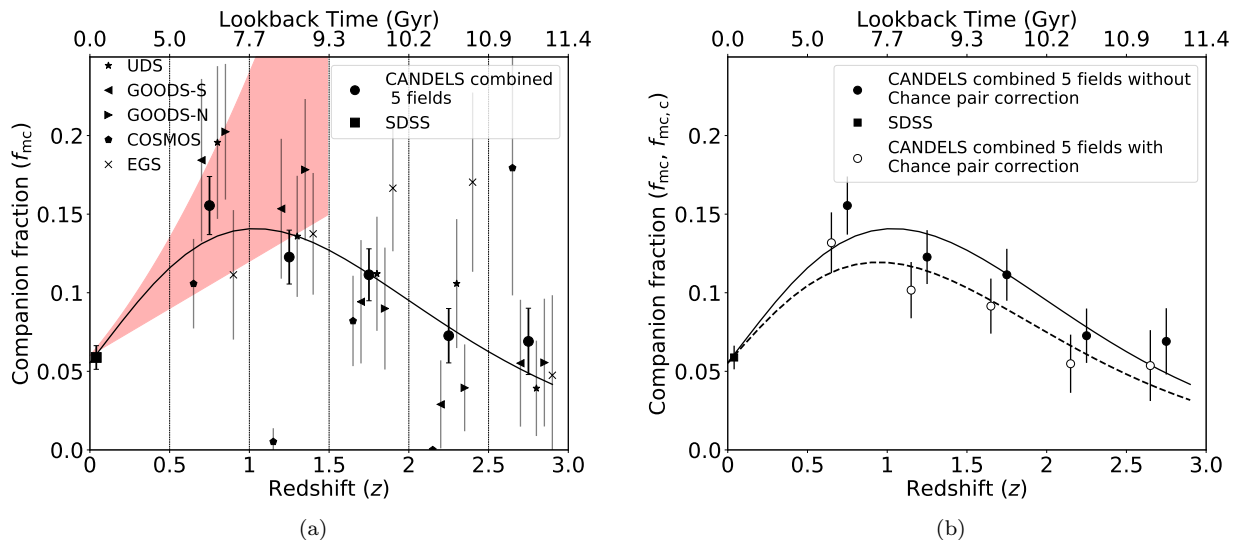 Lookback Time (Gyr)
0.0 5.0 7.7 9.3 10.2 10.9 11.4
UDS
GOODS-S
GOODS-N
COSMOS
EGS
CANDELS combined
5 fields
SDSS
Companion fraction (fmc)
0.2
0.15
0.1
0.05
0.0
0 0.5 1 1.5 2 2.5 3.0
Redshift (z)
(a)
Lookback Time (Gyr)
0.0 5.0 7.7 9.3 10.2 10.9 11.4
CANDELS combined 5 fields without
Chance pair correction
SDSS
CANDELS combined 5 fields with
Chance pair correction
Companion fraction (fmc, fmc, c)
0.2
0.15
0.1
0.05
0.0
0 0.5 1 1.5 2 2.5 3.0
Redshift (z)
(b)